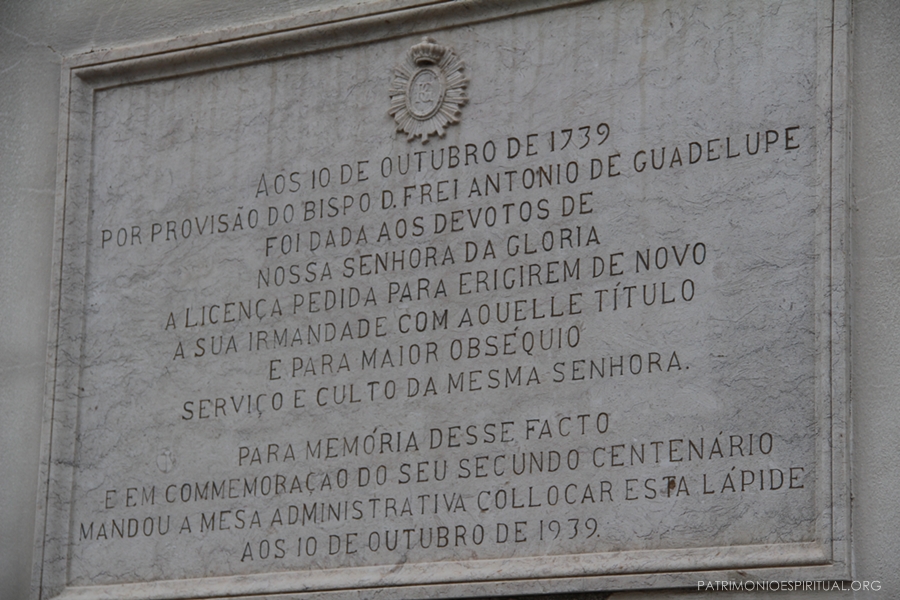 AOS 10 DE OUTUBRO DE 1739
POR PROVISÃO DO BISPO D. FREI ANTONIO DE GUADELUPE
FOI DADA AOS DEVOTOS DE
NOSSA SENHORA DA GLORIA
A LICENÇA PEDIDA PARA ERIGIREM DE NOVO
A SUA IRMANDADE COM AQUELLE TÍTULO
E PARA MAIOR OBSÉQUIO
SERVIÇO E CULTO DA MESMA SENHORA.
PARA MEMÓRIA DESSE FACTO
E EM COMMEMORAÇÃO DO SEU SECUNDO CENTENÁRIO
MANDOU A MESA ADMINISTRATIVA COLLOCAR ESTA LÁPIDE
AOS 10 DE OUTUBRO DE 1939.
PATRIMONIOESPIRITUAL.ORG